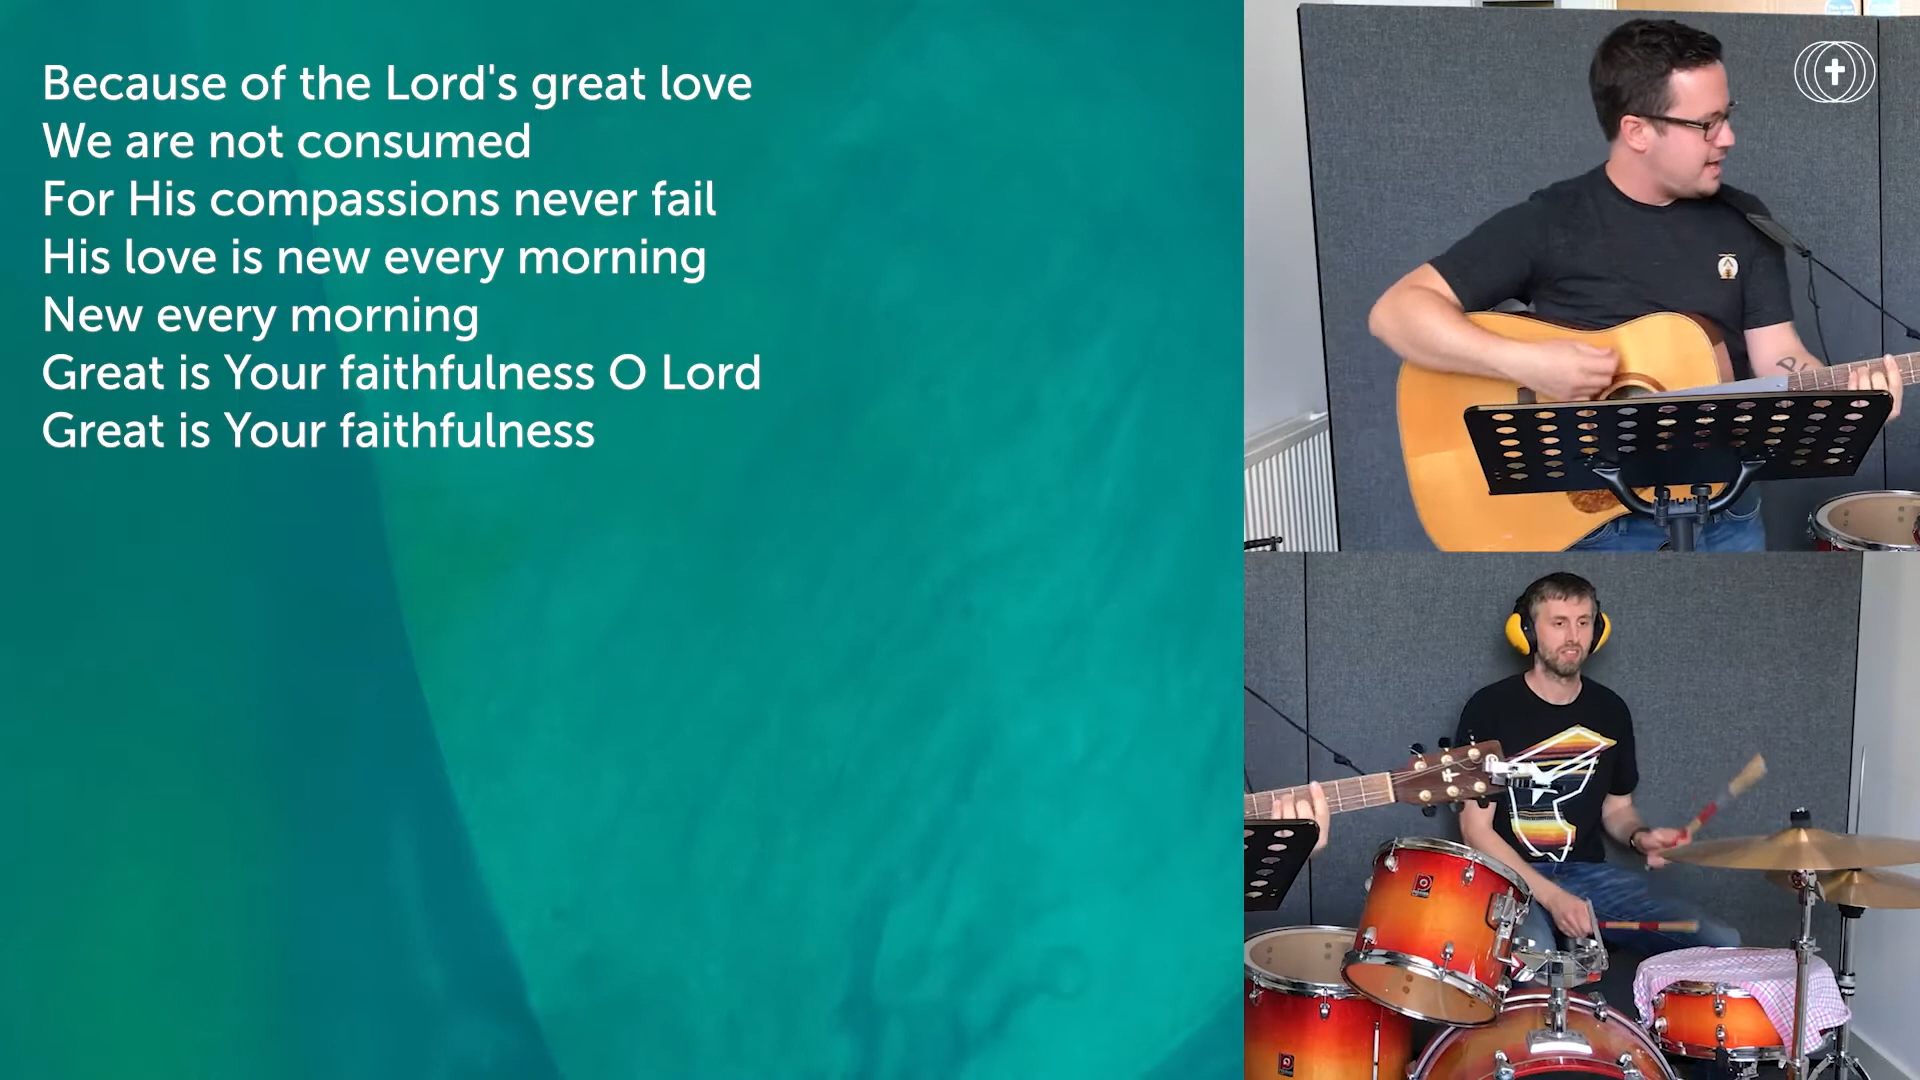 Because of the Lord's great love
We are not consumed
For His compassions never fail
His love is new every morning
New every morning
Great is Your faithfulness O Lord
Great is Your faithfulness